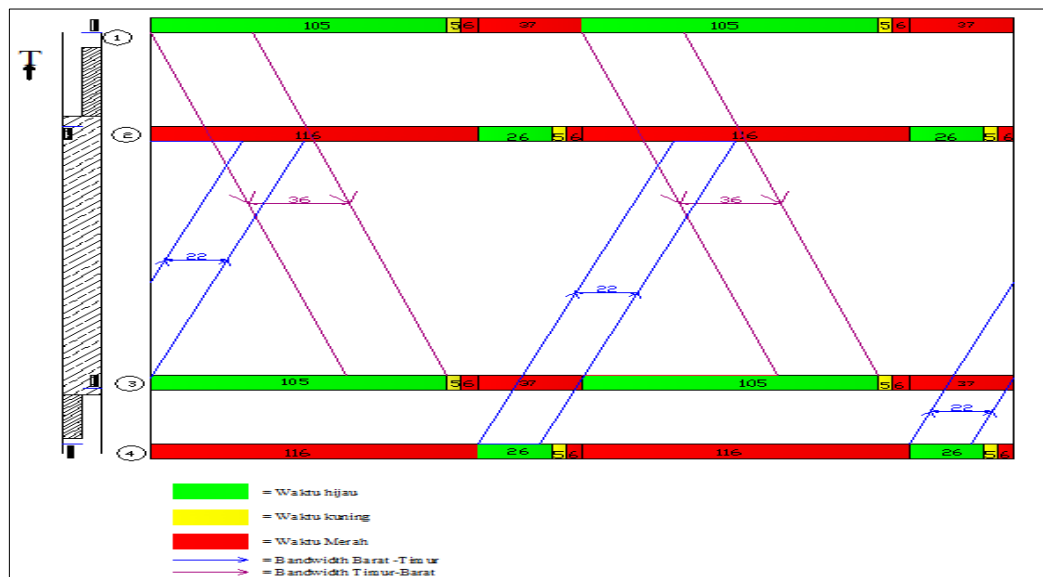 105 5 6 37 105 5 6 37
1
T
2
116 26 5 6 116 26 5 6
36 36
22 22
3
105 5 6 37 105 5 6 37
22
4
116 26 5 6 116 26 5 6
= Waktu hijau
= Waktu kuning
= Waktu Merah
= Bandwidth Barat -Timur
= Bandwidth Timur-Barat